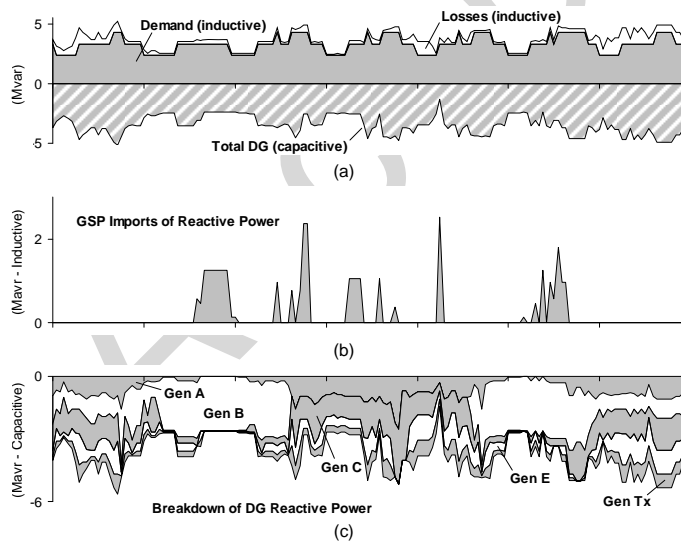 5
Demand (inductive)
Losses (inductive)
(Mvar)
0
Total DG (capacitive)
5
(a)
GSP Imports of Reactive Power
(Mavr - Inductive)
2
0
(b)
0
Gen A
Gen B
(Mavr - Capacitive)
Gen C
Gen E
Gen Tx
-6
Breakdown of DG Reactive Power
(c)